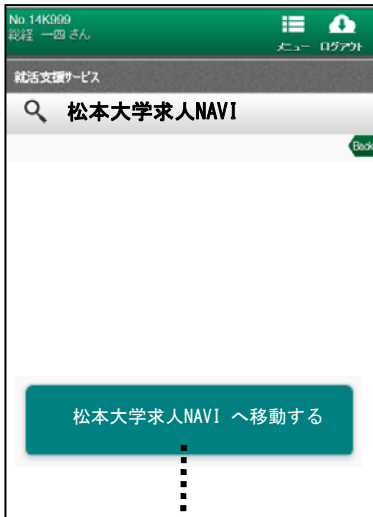 No 14K999
総経 一四 さん
メニュー ログアウト
就活支援サービス
松本大学求人NAVI
Back
松本大学求人NAVI へ移動する